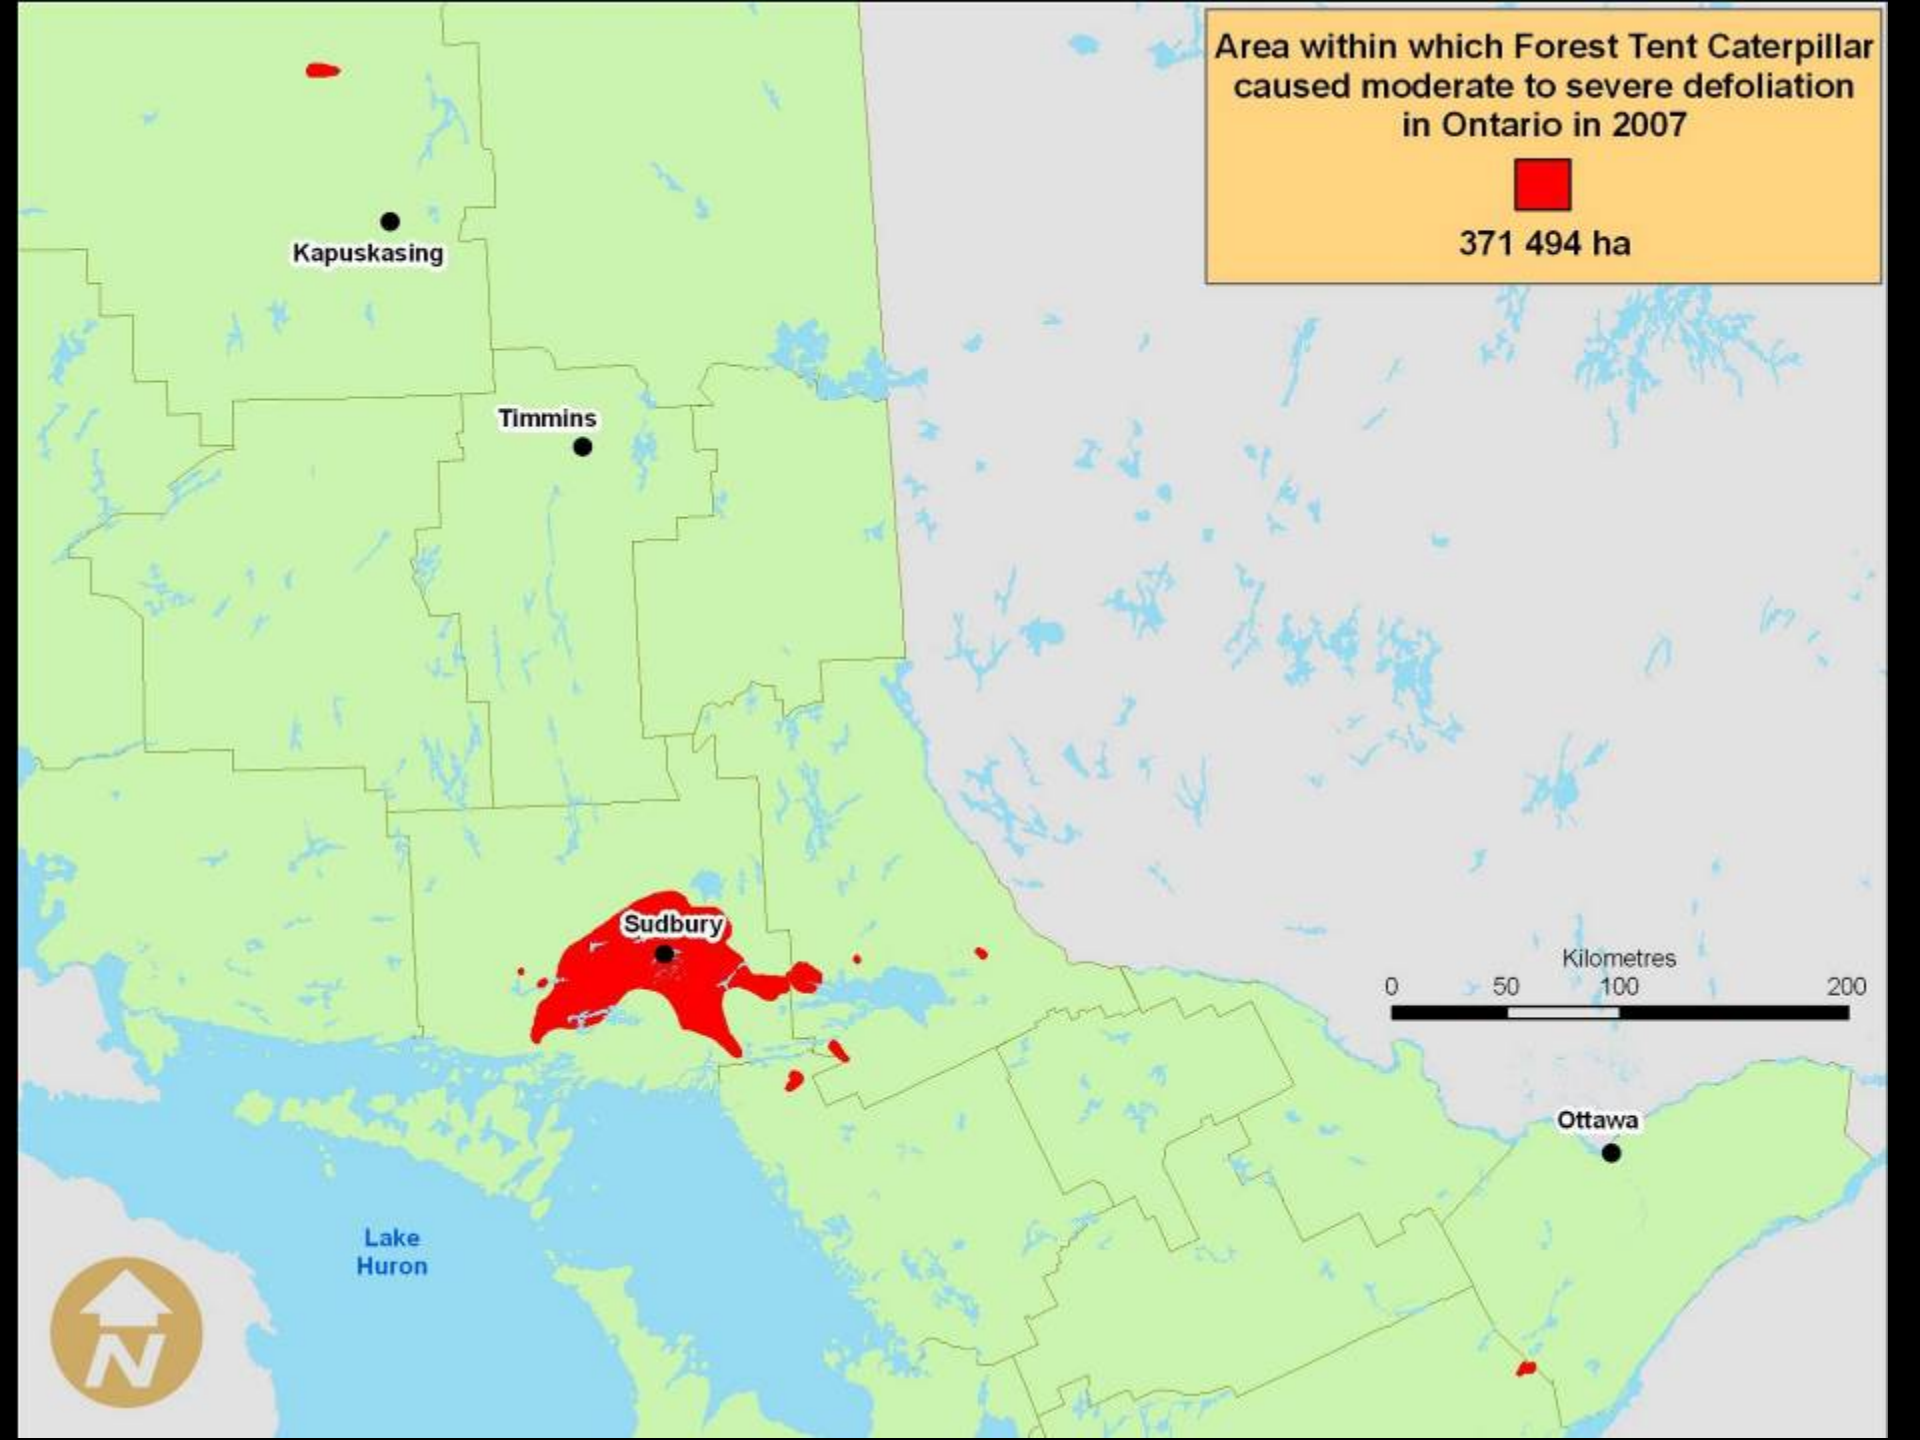 Area within which Forest Tent Caterpillar
caused moderate to severe defoliation
in Ontario in 2007
371 494 ha
Kapuskasing
Timmins
Sudbury
Kilometres
0 50 100 200
Ottawa
Lake
Huron
N